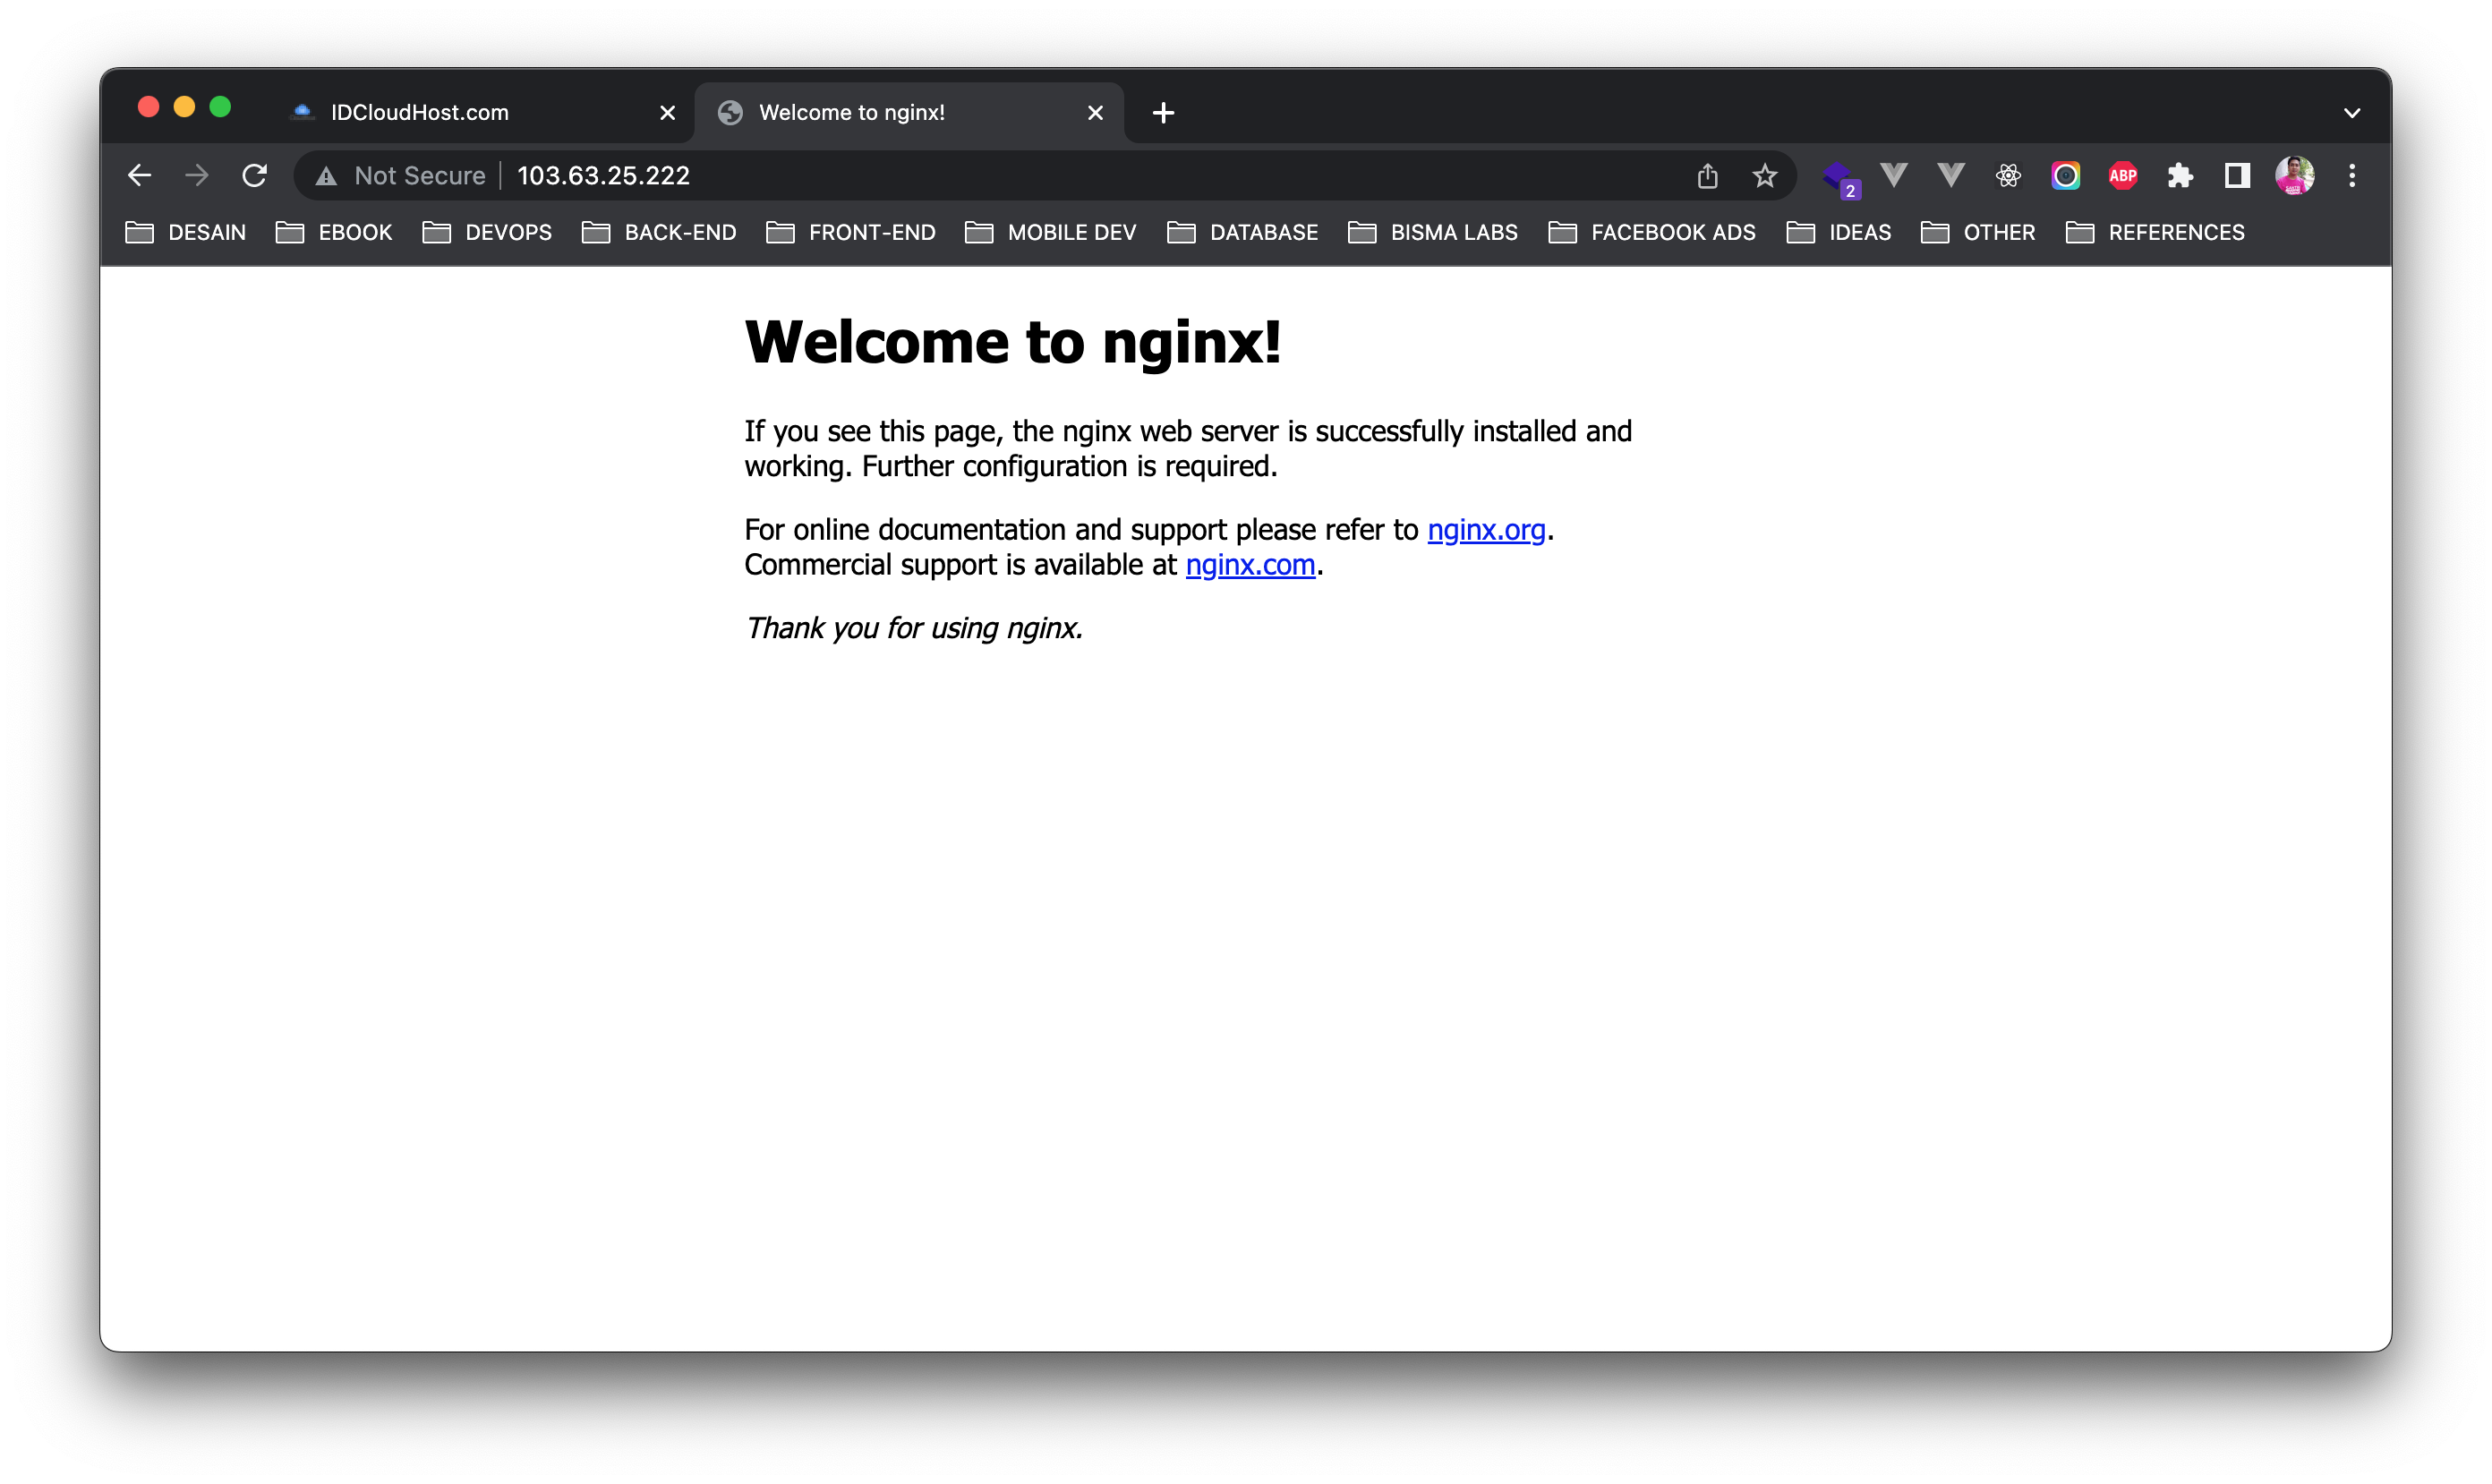 IDCloudHost.com
Welcome to nginx!
Not Secure 103.63.25.222
2
ABP
DESAIN EBOOK DEVOPS BACK-END FRONT-END MOBILE DEV DATABASE BISMA LABS FACEBOOK ADS IDEAS OTHER REFERENCES
Welcome to nginx!
If you see this page, the nginx web server is successfully installed and
working. Further configuration is required.
For online documentation and support please refer to nginx.org.
Commercial support is available at nginx.com.
Thank you for using nginx.